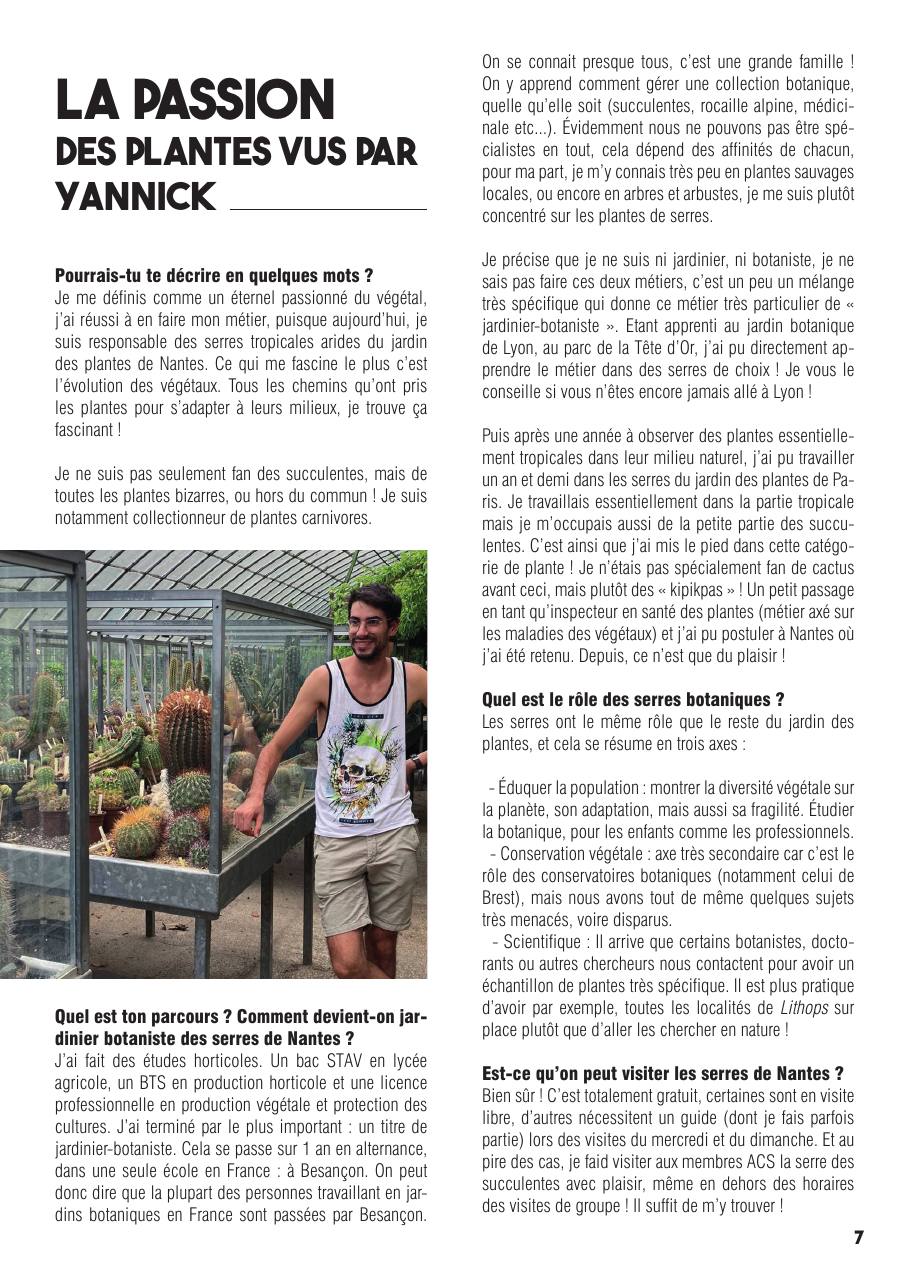 LA PASSION
DES PLANTES VUS PAR
YANNICK
Pourrais-tu te décrire en quelques mots ?
Je me définis comme un éternel passionné du végétal,
j'ai réussi à en faire mon métier, puisque aujourd'hui, je
suis responsable des serres tropicales arides du jardin
des plantes de Nantes. Ce qui me fascine le plus c'est
l'évolution des végétaux. Tous les chemins qu'ont pris
les plantes pour s'adapter à leurs milieux, je trouve ça
fascinant !
Je ne suis pas seulement fan des succulentes, mais de
toutes les plantes bizarres, ou hors du commun ! Je suis
notamment collectionneur de plantes carnivores.
Quel est ton parcours ? Comment devient-on jar-
dinier botaniste des serres de Nantes ?
J'ai fait des études horticoles. Un bac STAV en lycée
agricole, un BTS en production horticole et une licence
professionnelle en production végétale et protection des
cultures. J'ai terminé par le plus important : un titre de
jardinier-botaniste. Cela se passe sur 1 an en alternance,
dans une seule école en France : à Besançon. On peut
donc dire que la plupart des personnes travaillant en jar-
dins botaniques en France sont passées par Besançon.
On se connait presque tous, c'est une grande famille !
On y apprend comment gérer une collection botanique,
quelle qu'elle soit (succulentes, rocaille alpine, médici-
nale etc...). Évidemment nous ne pouvons pas être spé-
cialistes en tout, cela dépend des affinités de chacun,
pour ma part, je m'y connais très peu en plantes sauvages
locales, ou encore en arbres et arbustes, je me suis plutôt
concentré sur les plantes de serres.
Je précise que je ne suis ni jardinier, ni botaniste, je ne
sais pas faire ces deux métiers, c'est un peu un mélange
très spécifique qui donne ce métier très particulier de «
jardinier-botaniste ». Etant apprenti au jardin botanique
de Lyon, au parc de la Tête d'Or, j'ai pu directement ap-
prendre le métier dans des serres de choix ! Je vous le
conseille si vous n'êtes encore jamais allé à Lyon !
Puis après une année à observer des plantes essentielle-
ment tropicales dans leur milieu naturel, j'ai pu travailler
un an et demi dans les serres du jardin des plantes de Pa-
ris. Je travaillais essentiellement dans la partie tropicale
mais je m'occupais aussi de la petite partie des succu-
lentes. C'est ainsi que j'ai mis le pied dans cette catégo-
rie de plante ! Je n'étais pas spécialement fan de cactus
avant ceci, mais plutôt des « kipikpas » ! Un petit passage
en tant qu'inspecteur en santé des plantes (métier axé sur
les maladies des végétaux) et j'ai pu postuler à Nantes où
j'ai été retenu. Depuis, ce n'est que du plaisir !
Quel est le rôle des serres botaniques ?
Les serres ont le même rôle que le reste du jardin des
plantes, et cela se résume en trois axes :
- Éduquer la population : montrer la diversité végétale sur
la planète, son adaptation, mais aussi sa fragilité. Étudier
la botanique, pour les enfants comme les professionnels.
- Conservation végétale : axe très secondaire car c'est le
rôle des conservatoires botaniques (notamment celui de
Brest), mais nous avons tout de même quelques sujets
très menacés, voire disparus.
- Scientifique : Il arrive que certains botanistes, docto-
rants ou autres chercheurs nous contactent pour avoir un
échantillon de plantes très spécifique. Il est plus pratique
d'avoir par exemple, toutes les localités de Lithops sur
place plutôt que d'aller les chercher en nature !
Est-ce qu'on peut visiter les serres de Nantes ?
Bien sûr ! C'est totalement gratuit, certaines sont en visite
libre, d'autres nécessitent un guide (dont je fais parfois
partie) lors des visites du mercredi et du dimanche. Et au
pire des cas, je faid visiter aux membres ACS la serre des
succulentes avec plaisir, même en dehors des horaires
des visites de groupe ! Il suffit de m'y trouver !
7